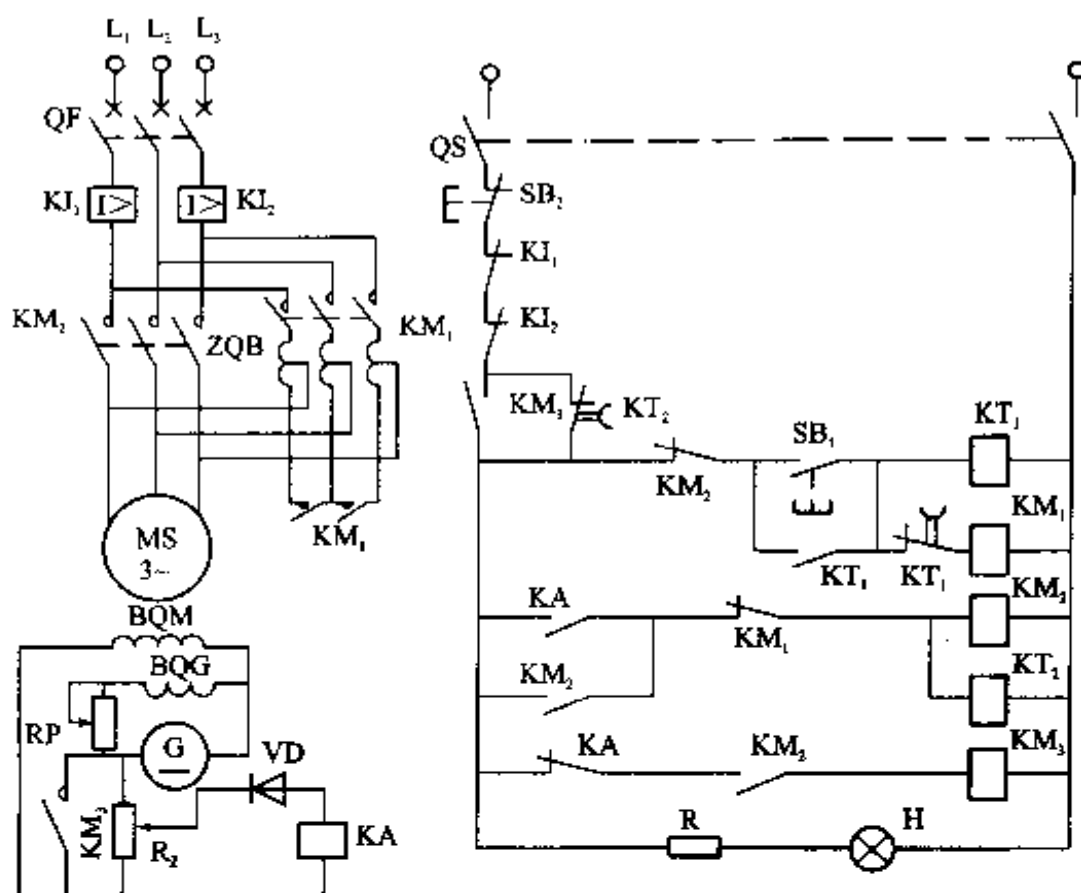 L₁ L₂ L₃
QF
KI₁ I> I> KI₂
KM₂ ZQB KM₁
KM₁
MS
3~
BQM
BQG
RP
G
VD
KM₃
R₂
KA
QS
SB₂
KI₁
KI₂
KM₃ KT₂
KM₂ SB₁ KT₁
KT₁ KT₁ KM₁
KA KM₁ KM₂
KM₂ KT₂
KA KM₂ KM₃
R H